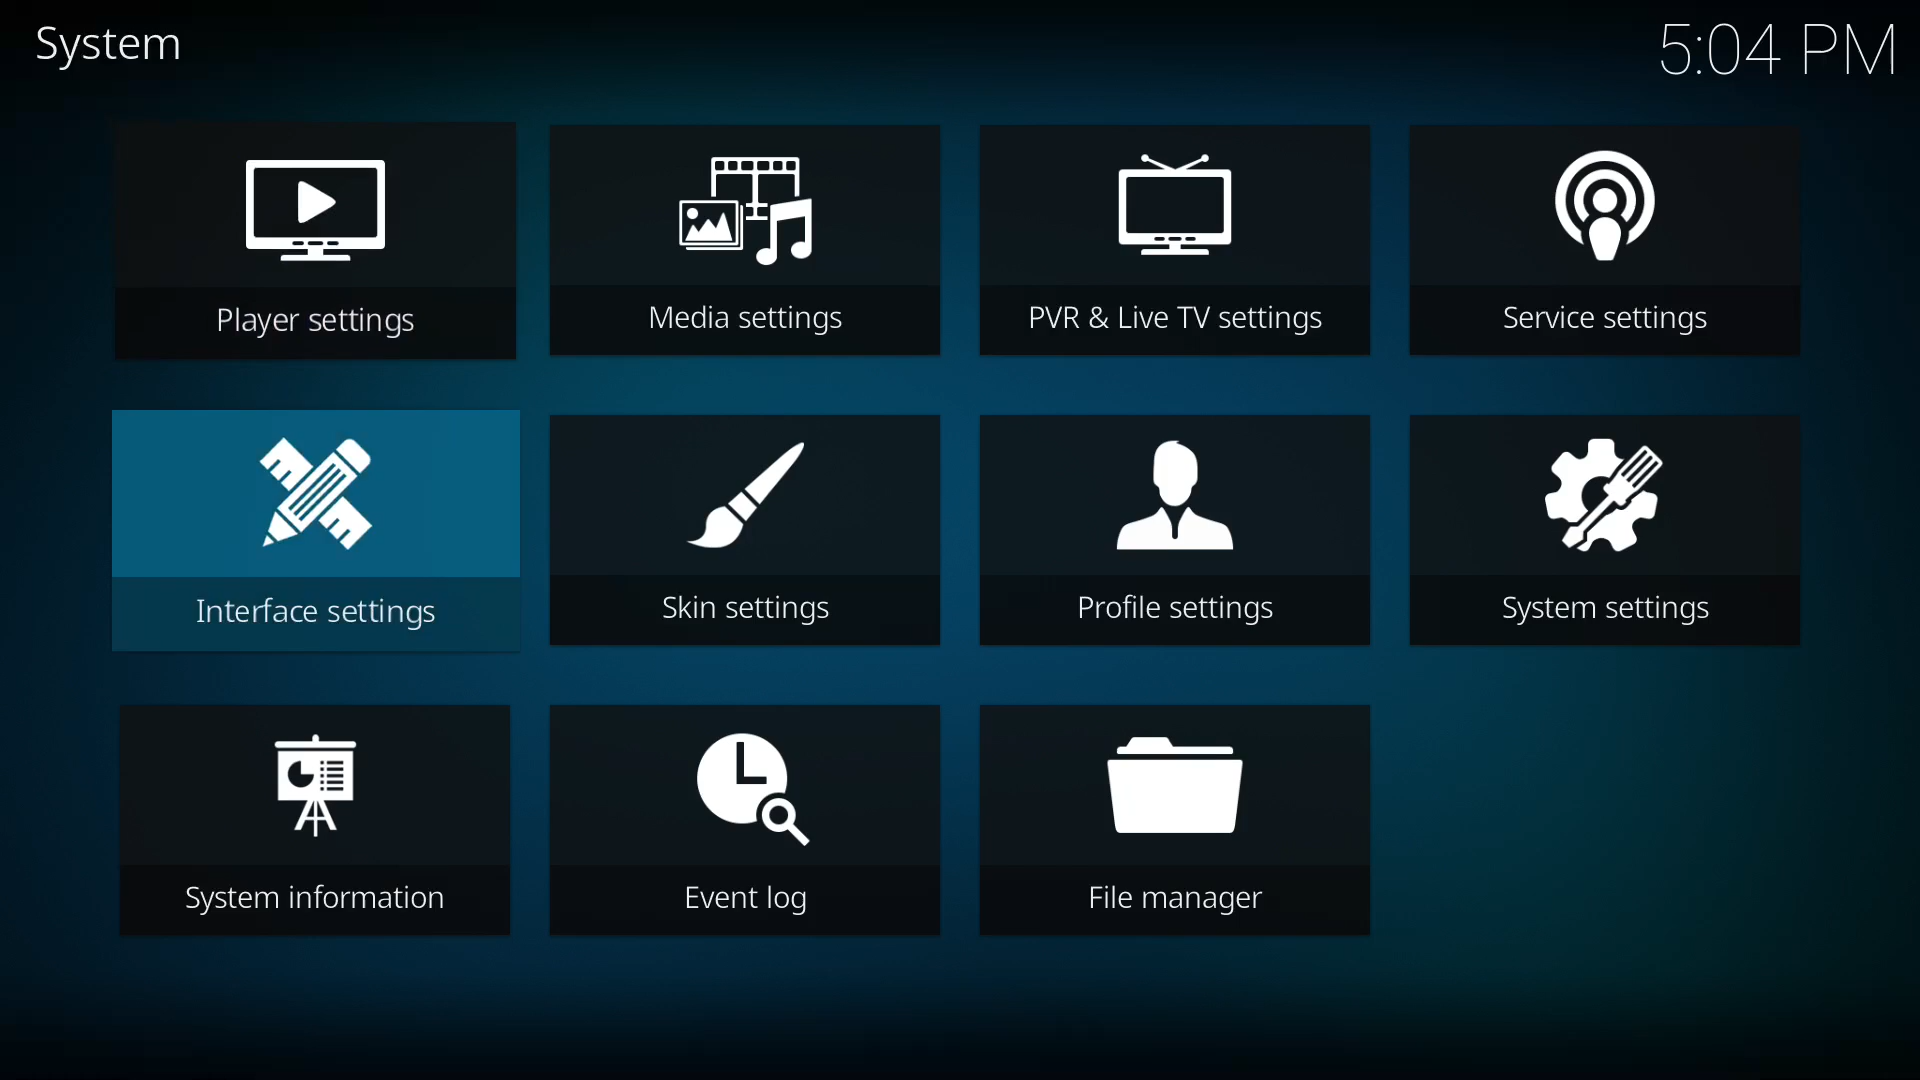 System
5:04 PM
Player settings
Media settings
PVR & Live TV settings
Service settings
Interface settings
Skin settings
Profile settings
System settings
System information
Event log
File manager